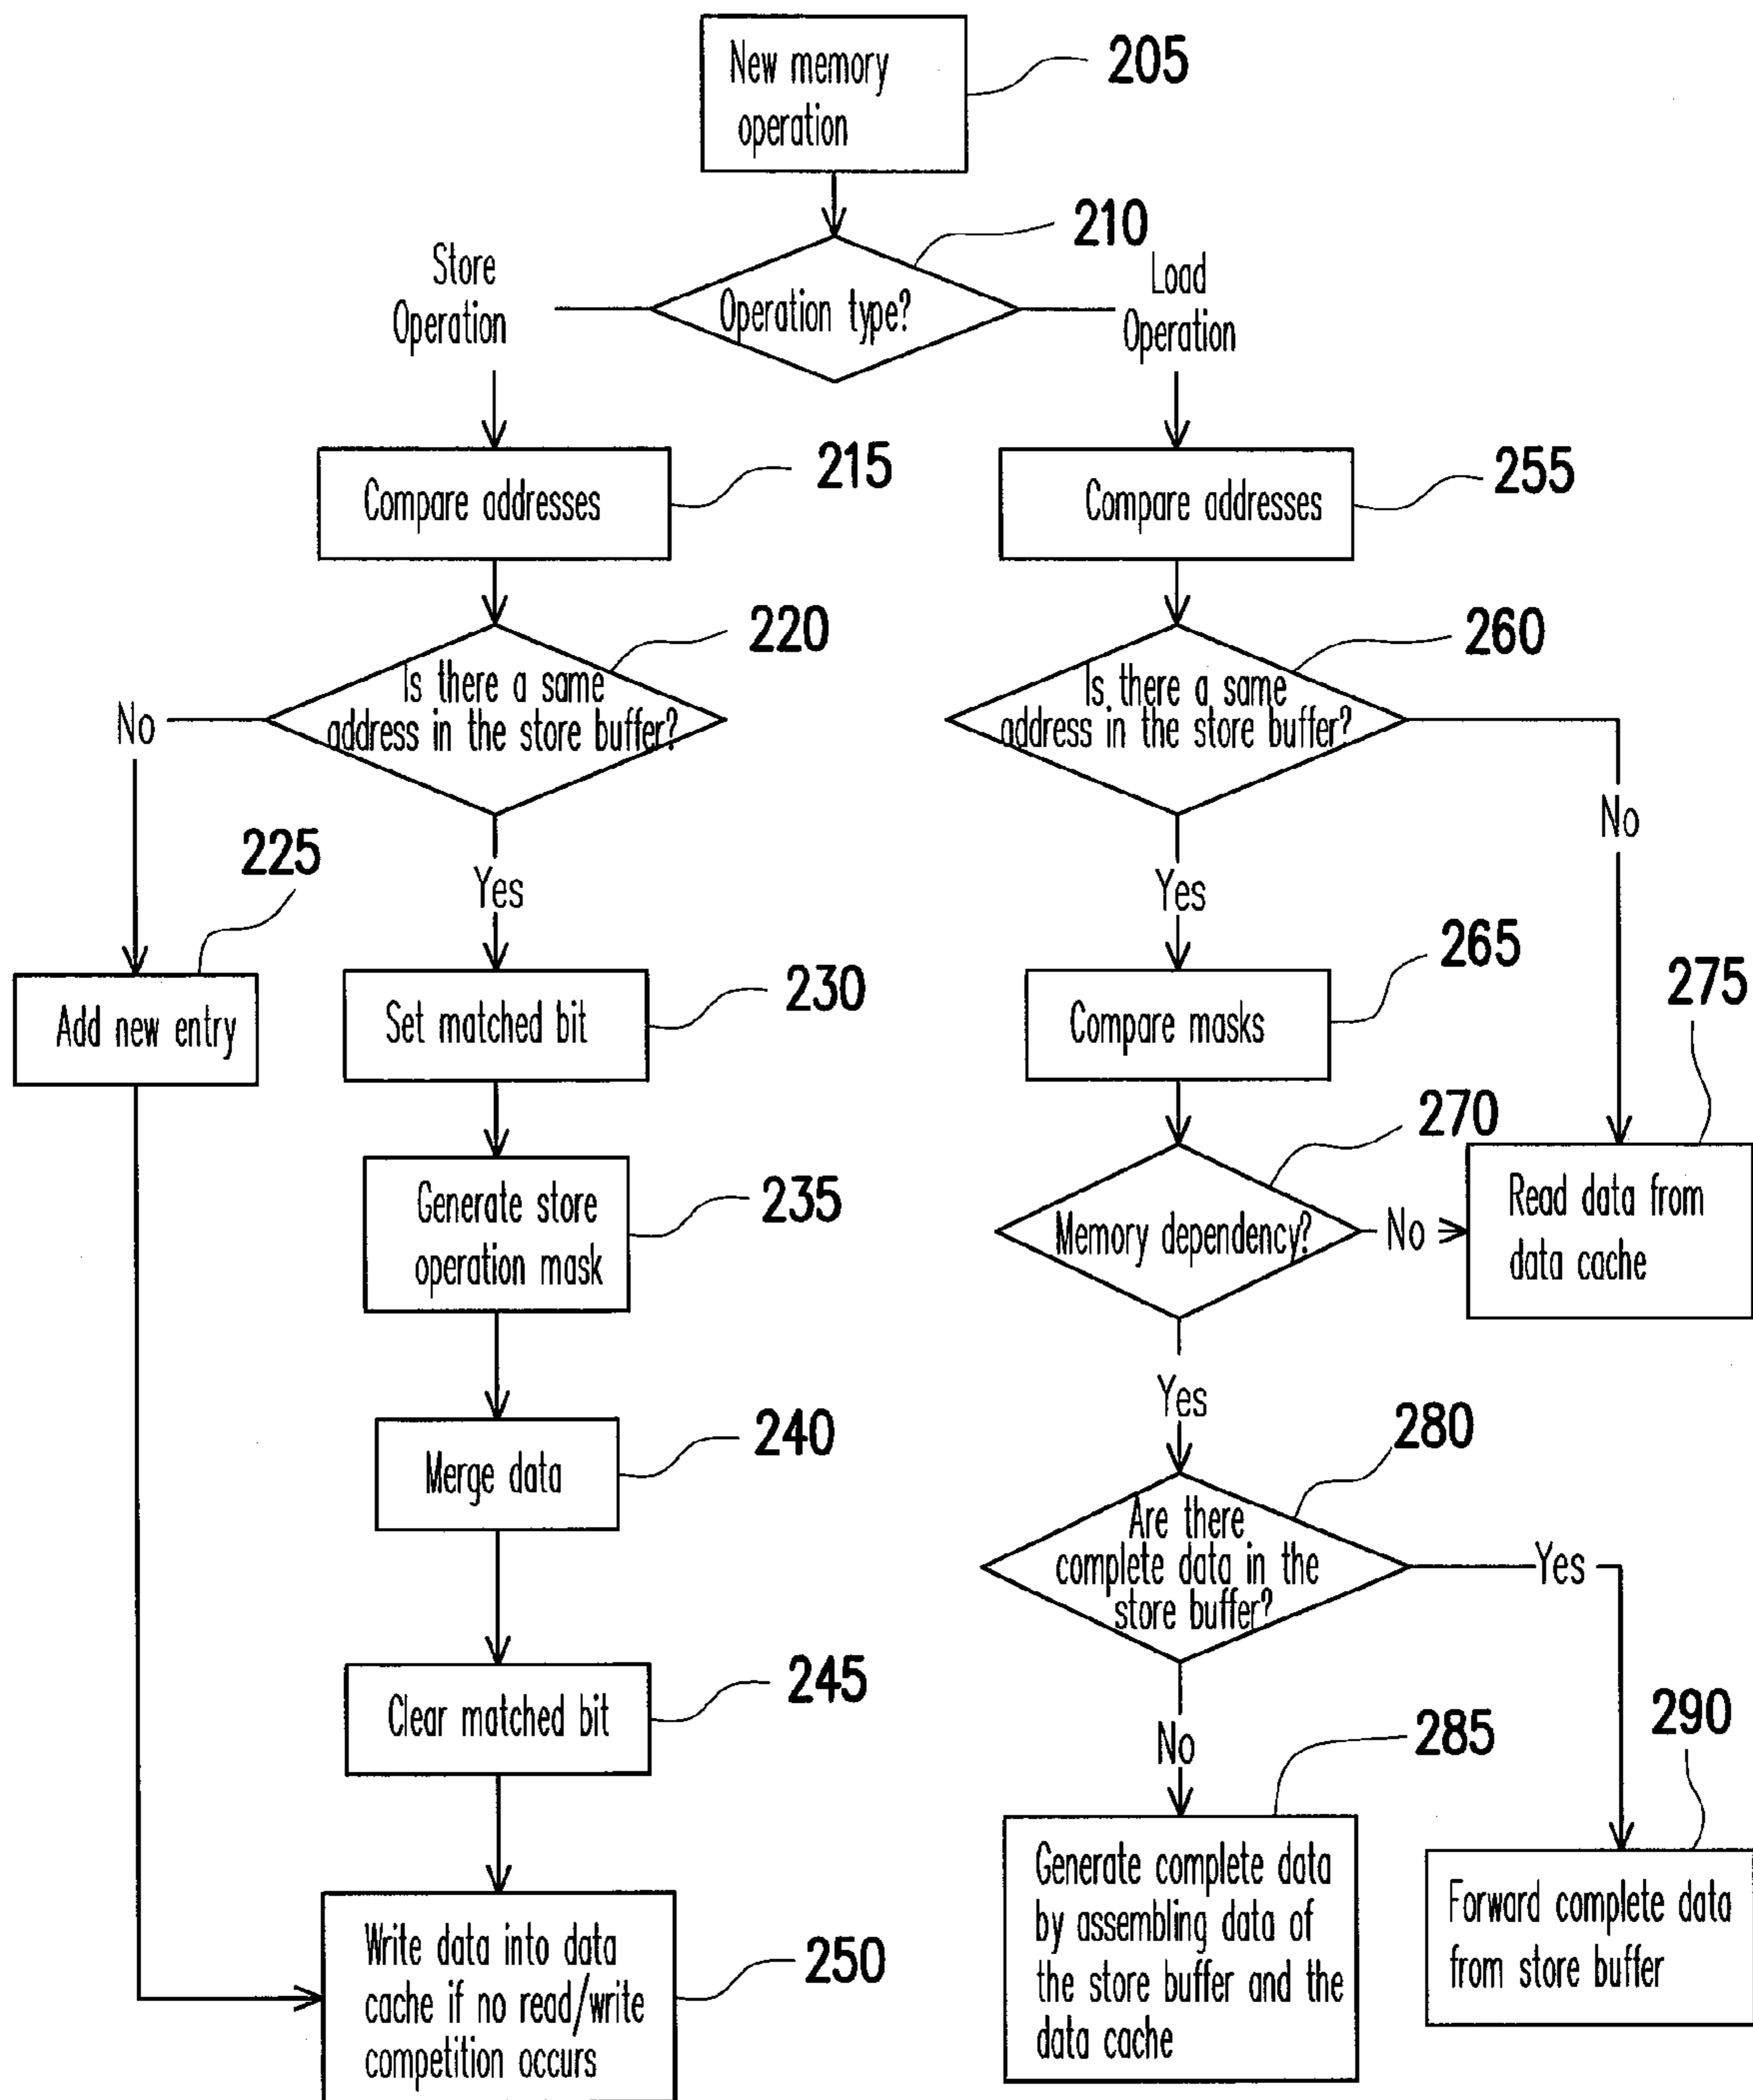 New memory
operation
205
210
Store
Operation
Operation type?
Load
Operation
Compare addresses
215
Compare addresses
255
220
Is there a same
address in the store buffer?
No
260
Is there a same
address in the store buffer?
No
225
Yes
Yes
Add new entry
Set matched bit
230
Compare masks
265
275
270
Generate store
operation mask
235
Memory dependency?
No
Read data from
data cache
Yes
Merge data
240
280
Are there
complete data in the
store buffer?
Yes
Clear matched bit
245
No
285
290
Write data into data
cache if no read/write
competition occurs
250
Generate complete data
by assembling data of
the store buffer and the
data cache
Forward complete data
from store buffer